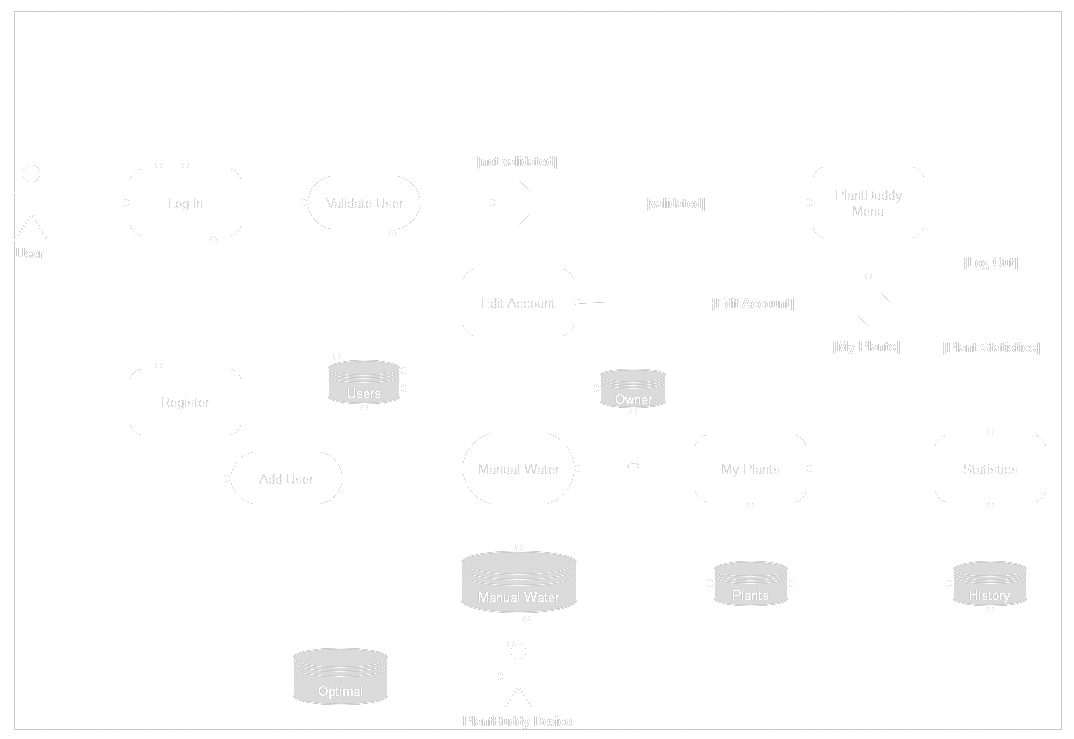 [not validated]
Log In
Validate User
[validated]
PlantBuddy
Menu
User
[Log Out]
Edit Account
[Edit Account]
[My Plants]
[Plant Statistics]
Users
Owner
Register
Manual Water
My Plants
Statistics
Add User
Manual Water
Plants
History
Optimal
PlantBuddy Device